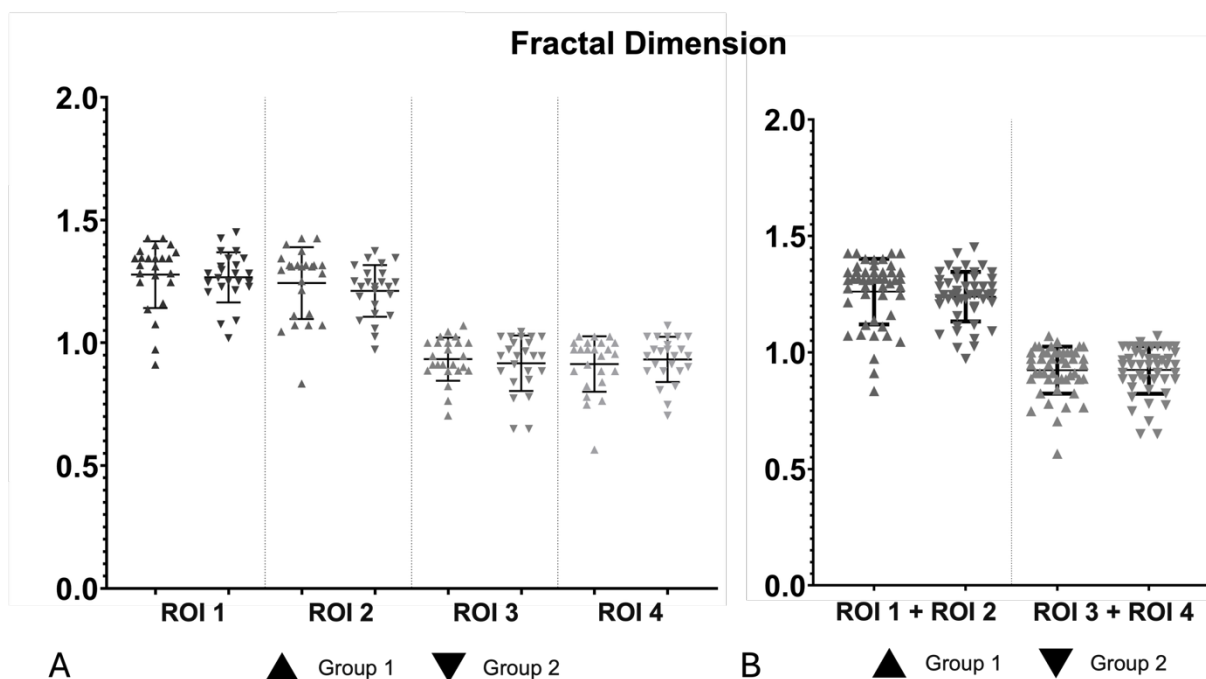 Fractal Dimension
2.0
1.5
1.0
0.5
0.0
ROI 1 ROI 2 ROI 3 ROI 4
A Group 1 Group 2
2.0
1.5
1.0
0.5
0.0
ROI 1 + ROI 2 ROI 3 + ROI 4
B Group 1 Group 2